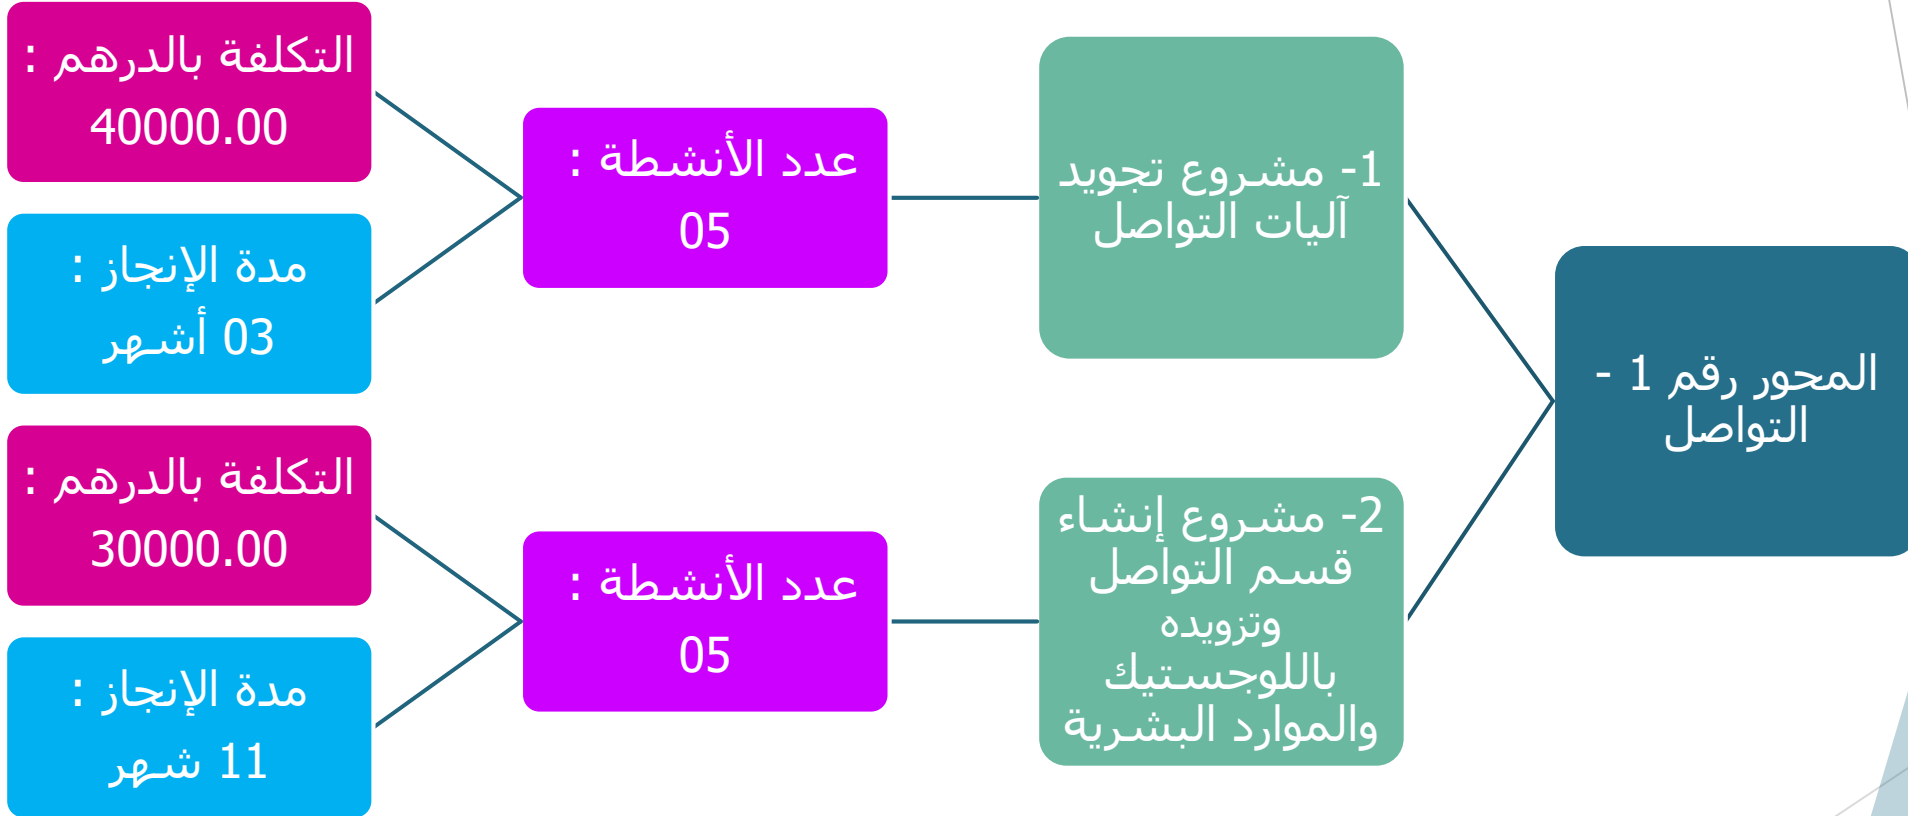 المحور رقم 1 -
التواصل
1- مشروع تجويد
آليات التواصل
عدد الأنشطة :
05
التكلفة بالدرهم :
40000.00
مدة الإنجاز :
03 أشهر
2- مشروع إنشاء
قسم التواصل
وتزويده
باللوجستيك
والموارد البشرية
عدد الأنشطة :
05
التكلفة بالدرهم :
30000.00
مدة الإنجاز :
11 شهر